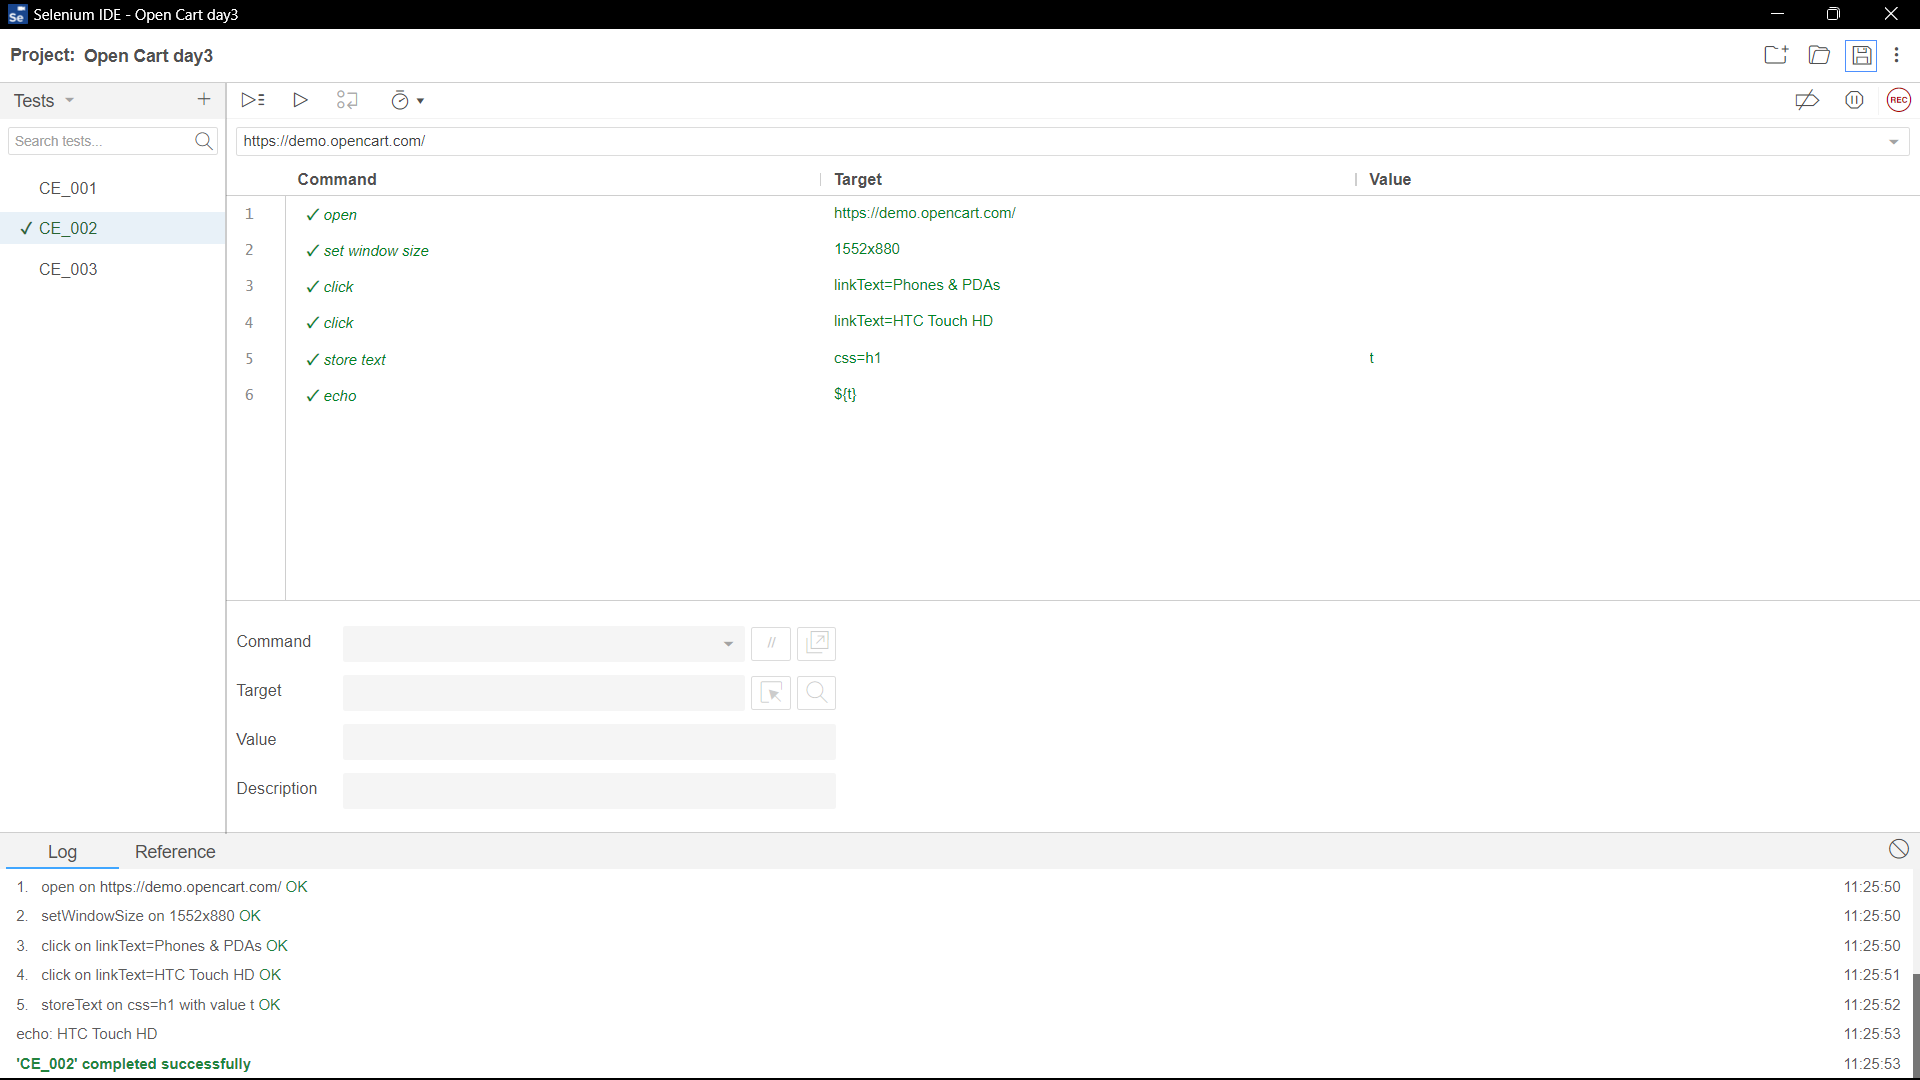 Selenium IDE - Open Cart day3
Project: Open Cart day3
Tests
Search tests...
CE_001
✓ CE_002
CE_003
REC
https://demo.opencart.com/
Command Target Value
1 ✓ open https://demo.opencart.com/
2 ✓ set window size 1552x880
3 ✓ click linkText=Phones & PDAs
4 ✓ click linkText=HTC Touch HD
5 ✓ store text css=h1 t
6 ✓ echo ${t}
Command //
Target
Value
Description
Log Reference
1. open on https://demo.opencart.com/ OK 11:25:50
2. setWindowSize on 1552x880 OK 11:25:50
3. click on linkText=Phones & PDAs OK 11:25:50
4. click on linkText=HTC Touch HD OK 11:25:51
5. storeText on css=h1 with value t OK 11:25:52
echo: HTC Touch HD 11:25:53
'CE_002' completed successfully 11:25:53